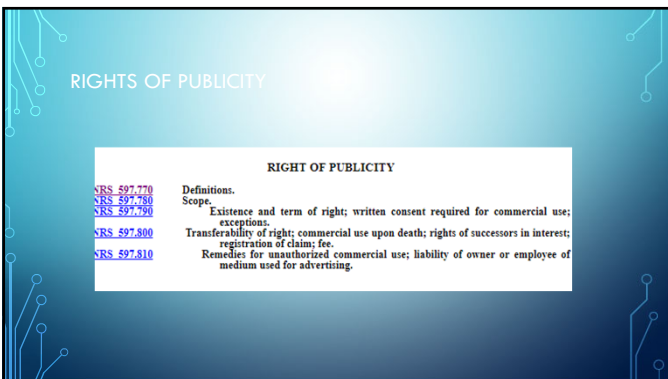 RIGHTS OF PUBLICITY
RIGHT OF PUBLICITY
NRS 597.770 Definitions.
NRS 597.780 Scope.
NRS 597.790 Existence and term of right; written consent required for commercial use;
exceptions.
NRS 597.800 Transferability of right; commercial use upon death; rights of successors in interest;
registration of claim; fee.
NRS 597.810 Remedies for unauthorized commercial use; liability of owner or employee of
medium used for advertising.